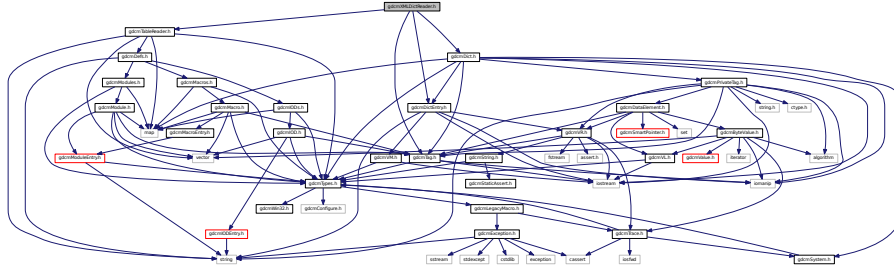 gdcmXMLDictReader.h
gdcmTableReader.h
gdcmDefs.h
gdcmDict.h
gdcmModules.h
gdcmMacros.h
gdcmPrivateTag.h
gdcmModule.h
gdcmMacro.h
gdcmIODs.h
gdcmDictEntry.h
gdcmDataElement.h
string.h
ctype.h
map
gdcmMacroEntry.h
gdcmIOD.h
gdcmVR.h
gdcmSmartPointer.h
set
gdcmByteValue.h
gdcmModuleEntry.h
vector
gdcmVM.h
gdcmTag.h
gdcmString.h
fstream
assert.h
gdcmVL.h
gdcmValue.h
iterator
algorithm
gdcmTypes.h
gdcmStaticAssert.h
iostream
iomanip
gdcmWin32.h
gdcmConfigure.h
gdcmLegacyMacro.h
gdcmIODEntry.h
gdcmException.h
gdcmTrace.h
string
ostream
stdexcept
cstdlib
exception
cassert
iosfwd
gdcmSystem.h